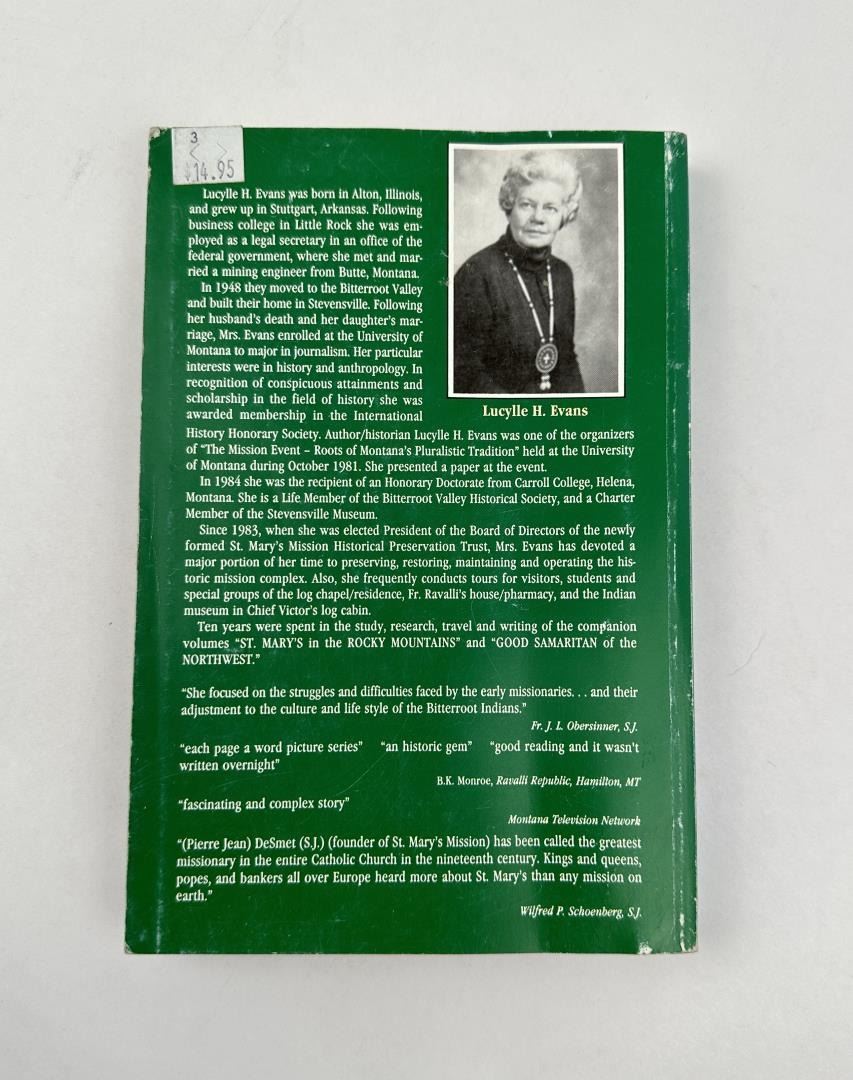 3
$14.95
Lucylle H. Evans was born in Alton, Illinois,
and grew up in Stuttgart, Arkansas. Following
business college in Little Rock she was em-
ployed as a legal secretary in an office of the
federal government, where she met and mar-
ried a mining engineer from Butte, Montana.
In 1948 they moved to the Bitterroot Valley
and built their home in Stevensville. Following
her husband's death and her daughter's mar-
riage, Mrs. Evans enrolled at the University of
Montana to major in journalism. Her particular
interests were in history and anthropology. In
recognition of conspicuous attainments and
scholarship in the field of history she was
awarded membership in the International
Lucylle H. Evans
History Honorary Society. Author/historian Lucylle H. Evans was one of the organizers
of "The Mission Event – Roots of Montana's Pluralistic Tradition" held at the University
of Montana during October 1981. She presented a paper at the event.
In 1984 she was the recipient of an Honorary Doctorate from Carroll College, Helena,
Montana. She is a Life Member of the Bitterroot Valley Historical Society, and a Charter
Member of the Stevensville Museum.
Since 1983, when she was elected President of the Board of Directors of the newly
formed St. Mary's Mission Historical Preservation Trust, Mrs. Evans has devoted a
major portion of her time to preserving, restoring, maintaining and operating the his-
toric mission complex. Also, she frequently conducts tours for visitors, students and
special groups of the log chapel/residence, Fr. Ravalli's house/pharmacy, and the Indian
museum in Chief Victor's log cabin.
Ten years were spent in the study, research, travel and writing of the companion
volumes "ST. MARY'S in the ROCKY MOUNTAINS" and "GOOD SAMARITAN of the
NORTHWEST."
"She focused on the struggles and difficulties faced by the early missionaries. . . and their
adjustment to the culture and life style of the Bitterroot Indians."
Fr. J. L. Obersinner, S.J.
"each page a word picture series" "an historic gem" "good reading and it wasn't
written overnight"
B.K. Monroe, Ravalli Republic, Hamilton, MT
"fascinating and complex story"
Montana Television Network
"(Pierre Jean) DeSmet (S.J.) (founder of St. Mary's Mission) has been called the greatest
missionary in the entire Catholic Church in the nineteenth century. Kings and queens,
popes, and bankers all over Europe heard more about St. Mary's than any mission on
earth."
Wilfred P. Schoenberg, S.J.